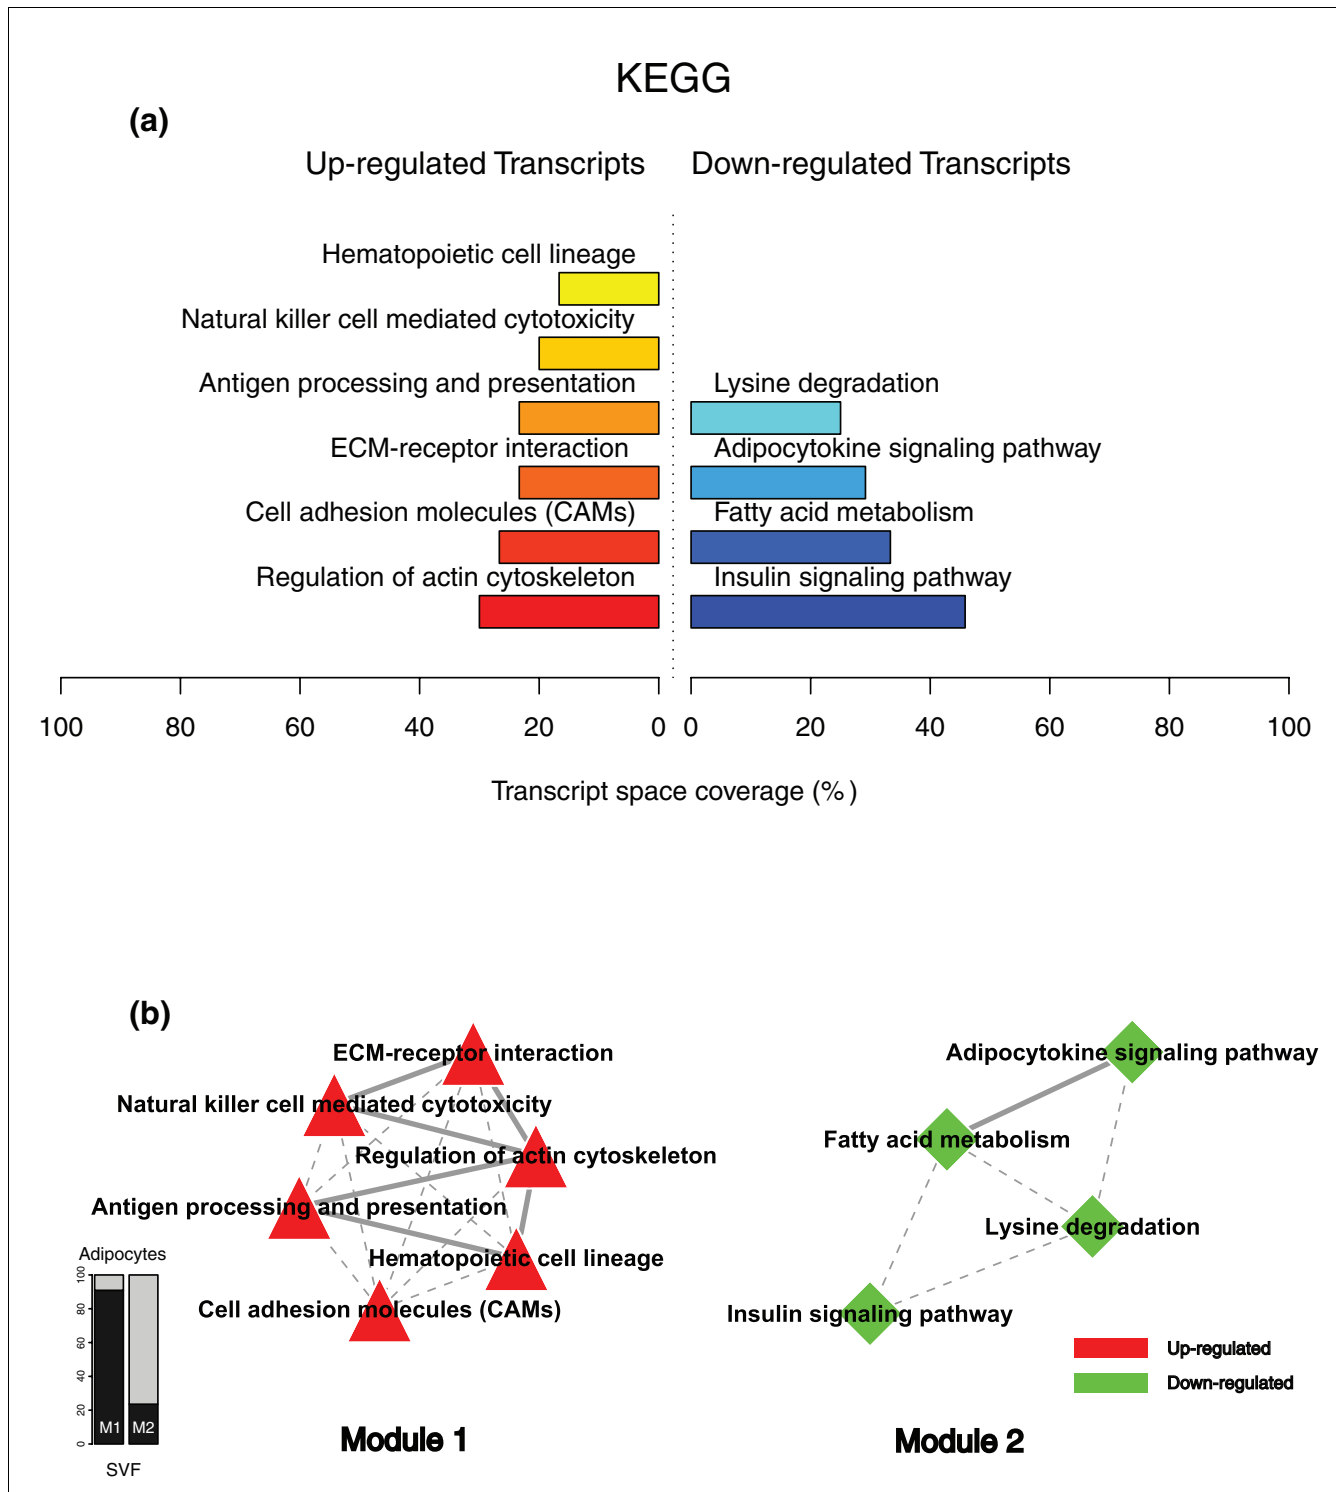 KEGG
(a)
Up-regulated Transcripts
Down-regulated Transcripts
Hematopoietic cell lineage
Natural killer cell mediated cytotoxicity
Antigen processing and presentation
Lysine degradation
ECM-receptor interaction
Adipocytokine signaling pathway
Cell adhesion molecules (CAMs)
Fatty acid metabolism
Regulation of actin cytoskeleton
Insulin signaling pathway
100 80 60 40 20 0 0 20 40 60 80 100
Transcript space coverage (%)
(b)
ECM-receptor interaction
Adipocytokine signaling pathway
Natural killer cell mediated cytotoxicity
Fatty acid metabolism
Regulation of actin cytoskeleton
Antigen processing and presentation
Lysine degradation
Hematopoietic cell lineage
Cell adhesion molecules (CAMs)
Insulin signaling pathway
Adipocytes
100
80
60
40
20
0
M1 M2
SVF
Up-regulated
Down-regulated
Module 1
Module 2